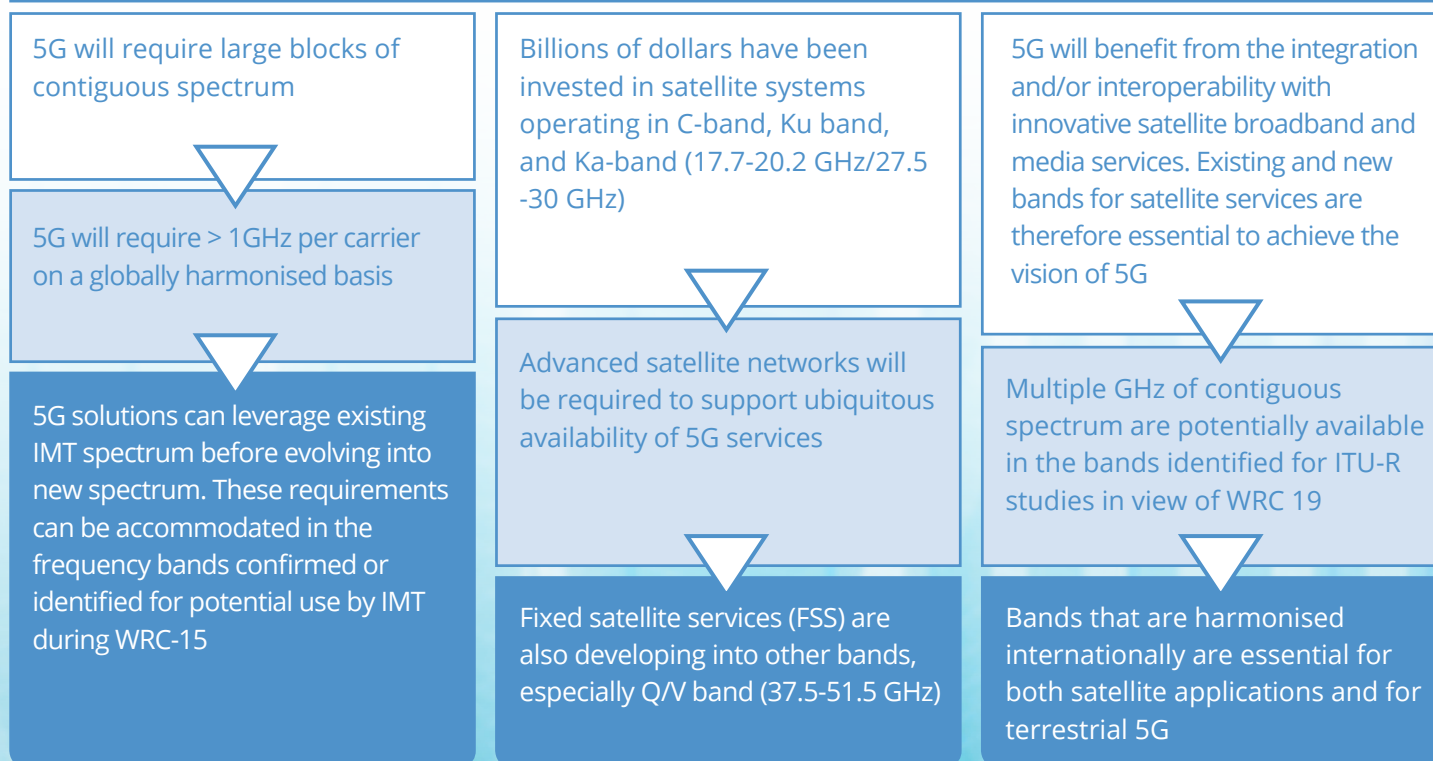 5G will require large blocks of
contiguous spectrum
5G will require > 1GHz per carrier
on a globally harmonised basis
5G solutions can leverage existing
IMT spectrum before evolving into
new spectrum. These requirements
can be accommodated in the
frequency bands confirmed or
identified for potential use by IMT
during WRC-15
Billions of dollars have been
invested in satellite systems
operating in C-band, Ku band,
and Ka-band (17.7-20.2 GHz/27.5
-30 GHz)
Advanced satellite networks will
be required to support ubiquitous
availability of 5G services
Fixed satellite services (FSS) are
also developing into other bands,
especially Q/V band (37.5-51.5 GHz)
5G will benefit from the integration
and/or interoperability with
innovative satellite broadband and
media services. Existing and new
bands for satellite services are
therefore essential to achieve the
vision of 5G
Multiple GHz of contiguous
spectrum are potentially available
in the bands identified for ITU-R
studies in view of WRC 19
Bands that are harmonised
internationally are essential for
both satellite applications and for
terrestrial 5G